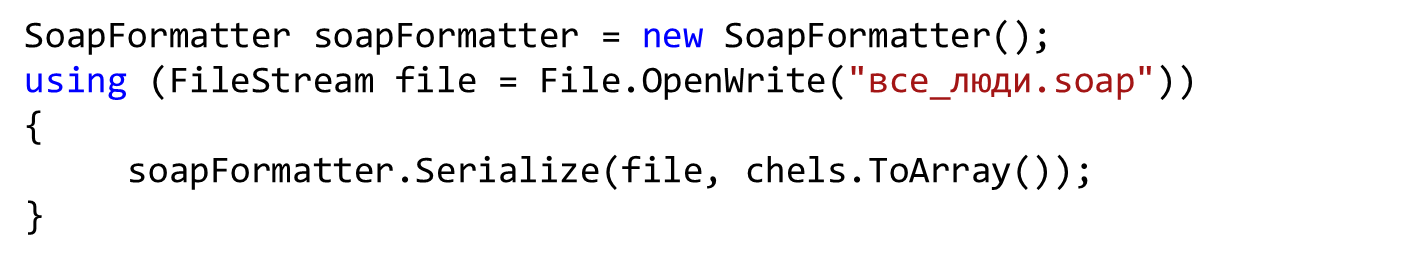 SoapFormatter soapFormatter = new SoapFormatter();
using (FileStream file = File.OpenWrite("все_люди.soap"))
{
soapFormatter.Serialize(file, chels.ToArray());
}